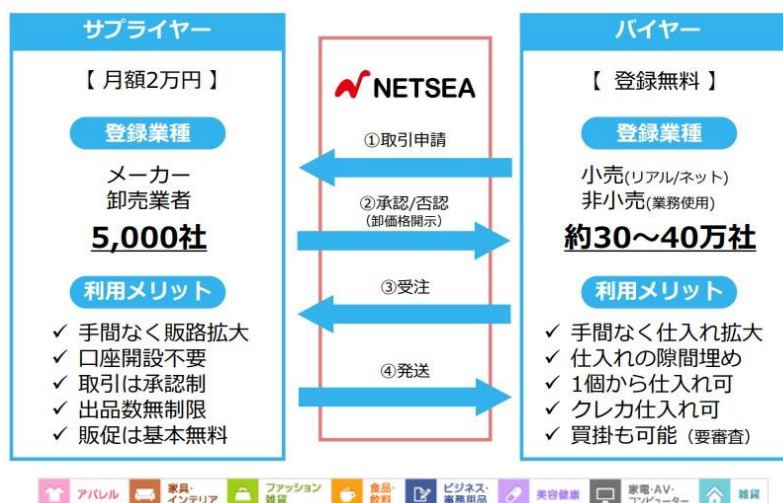 サプライヤー
【 月額2万円 】
登録業種
メーカー
卸売業者
5,000社
利用メリット
✓ 手間なく販路拡大
✓ 口座開設不要
✓ 取引は承認制
✓ 出品数無制限
✓ 販促は基本無料
NETSEA
①取引申請
②承認/否認
(卸価格開示)
③受注
④発送
バイヤー
【 登録無料 】
登録業種
小売(リアル/ネット)
非小売(業務使用)
約30～40万社
利用メリット
✓ 手間なく仕入れ拡大
✓ 仕入れの隙間埋め
✓ 1個から仕入れ可
✓ クレカ仕入れ可
✓ 買掛も可能（要審査）
アパレル
家具・
インテリア
ファッション
雑貨
食品・
飲料
ビジネス・
事務用品
美容健康
家電・AV・
コンピューター
雑貨